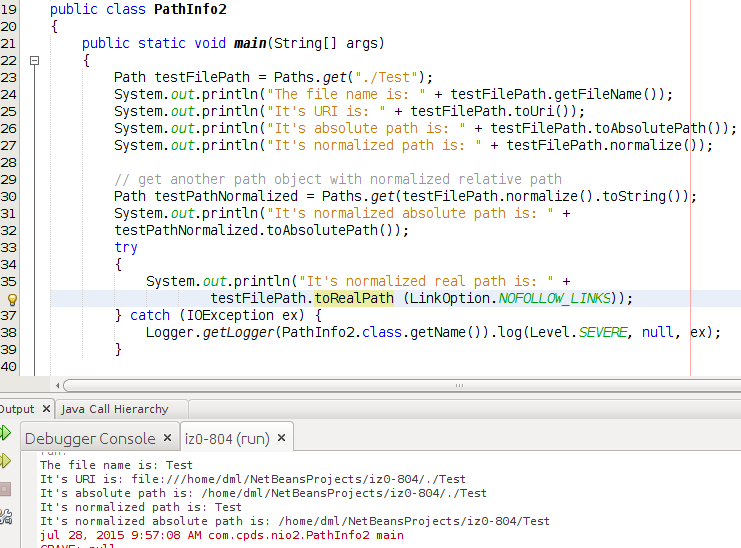 19 public class PathInfo2
20 {
21 public static void main(String[] args)
22 {
23 Path testFilePath = Paths.get("./Test");
24 System.out.println("The file name is: " + testFilePath.getFileName());
25 System.out.println("It's URI is: " + testFilePath.toUri());
26 System.out.println("It's absolute path is: " + testFilePath.toAbsolutePath());
27 System.out.println("It's normalized path is: " + testFilePath.normalize());
28
29 // get another path object with normalized relative path
30 Path testPathNormalized = Paths.get(testFilePath.normalize().toString());
31 System.out.println("It's normalized absolute path is: " +
32 testPathNormalized.toAbsolutePath());
33 try
34 {
35 System.out.println("It's normalized real path is: " +
testFilePath.toRealPath (LinkOption.NOFOLLOW_LINKS));
37 } catch (IOException ex) {
38 Logger.getLogger(PathInfo2.class.getName()).log(Level.SEVERE, null, ex);
39 }
40
Output Java Call Hierarchy
Debugger Console iz0-804 (run)
run:
The file name is: Test
It's URI is: file:///home/dml/NetBeansProjects/iz0-804/./Test
It's absolute path is: /home/dml/NetBeansProjects/iz0-804/./Test
It's normalized path is: Test
It's normalized absolute path is: /home/dml/NetBeansProjects/iz0-804/Test
jul 28, 2015 9:57:08 AM com.cpds.nio2.PathInfo2 main
GRAVE: null